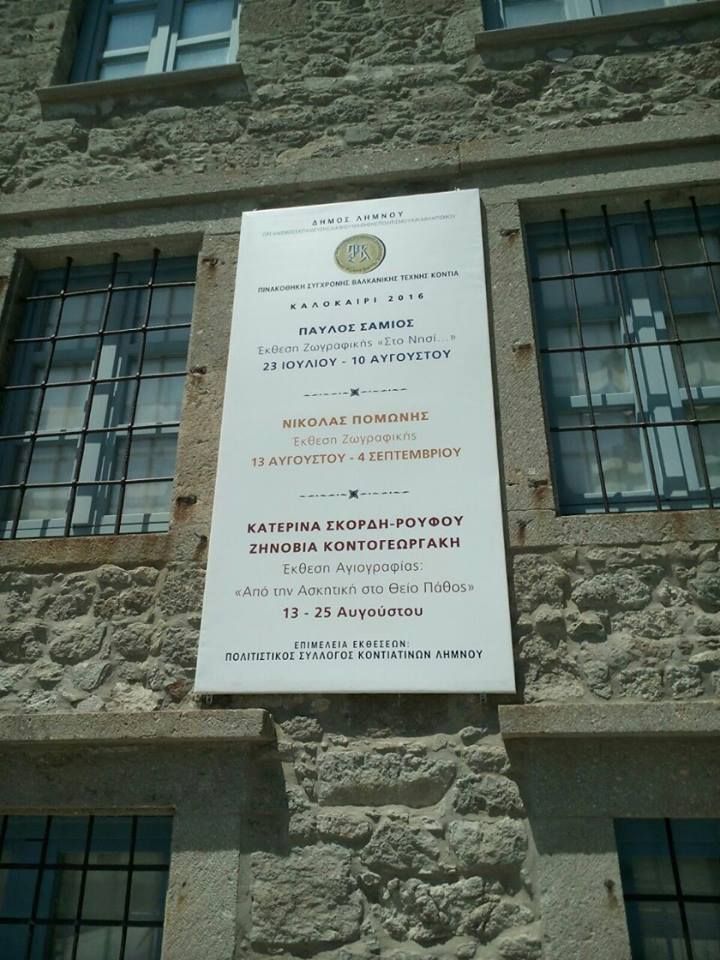 ΔΗΜΟΣ ΛΗΜΝΟΥ
ΠΙΝΑΚΟΘΗΚΗ ΣΥΓΧΡΟΝΗΣ ΒΑΛΚΑΝΙΚΗΣ ΤΕΧΝΗΣ ΚΟΝΤΙΑ
ΚΑΛΟΚΑΙΡΙ 2016
ΠΑΥΛΟΣ ΣΑΜΙΟΣ
Έκθεση Ζωγραφικής «Στο Νησί...»
23 ΙΟΥΛΙΟΥ - 10 ΑΥΓΟΥΣΤΟΥ
ΝΙΚΟΛΑΣ ΠΟΜΩΝΗΣ
Έκθεση Ζωγραφικής
13 ΑΥΓΟΥΣΤΟΥ - 4 ΣΕΠΤΕΜΒΡΙΟΥ
ΚΑΤΕΡΙΝΑ ΣΚΟΡΔΗ-ΡΟΥΦΟΥ
ΖΗΝΟΒΙΑ ΚΟΝΤΟΓΕΩΡΓΑΚΗ
Έκθεση Αγιογραφίας:
«Από την Ασκητική στο Θείο Πάθος»
13 - 25 Αυγούστου
ΕΠΙΜΕΛΕΙΑ ΕΚΘΕΣΕΩΝ:
ΠΟΛΙΤΙΣΤΙΚΟΣ ΣΥΛΛΟΓΟΣ ΚΟΝΤΙΑΤΙΝΩΝ ΛΗΜΝΟΥ